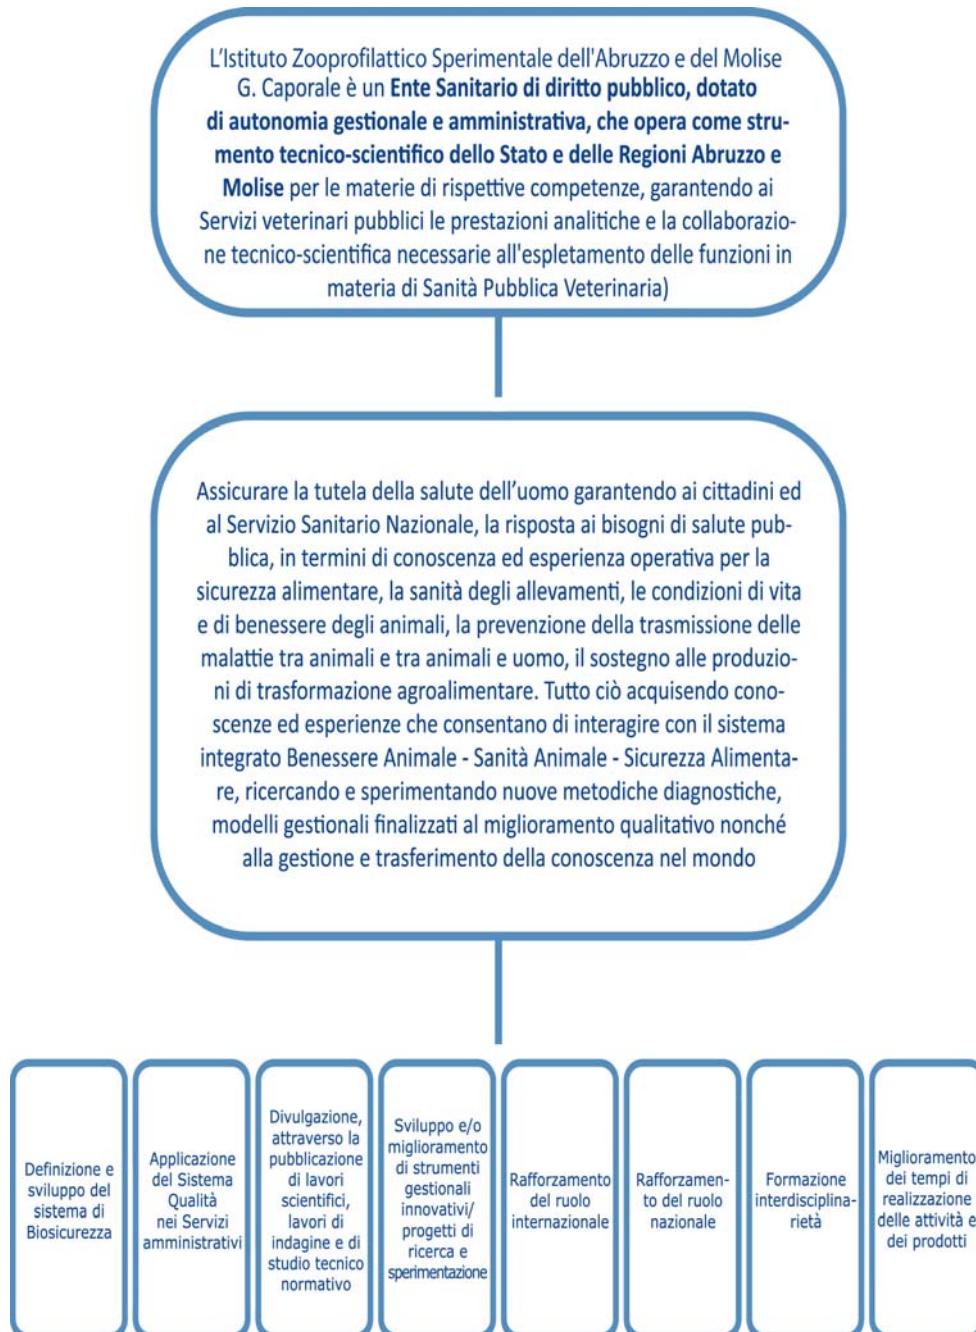 L'Istituto Zooprofilattico Sperimentale dell'Abruzzo e del Molise
G. Caporale è un Ente Sanitario di diritto pubblico, dotato
di autonomia gestionale e amministrativa, che opera come stru-
mento tecnico-scientifico dello Stato e delle Regioni Abruzzo e
Molise per le materie di rispettive competenze, garantendo ai
Servizi veterinari pubblici le prestazioni analitiche e la collaborazio-
ne tecnico-scientifica necessarie all'espletamento delle funzioni in
materia di Sanità Pubblica Veterinaria)
Assicurare la tutela della salute dell'uomo garantendo ai cittadini ed
al Servizio Sanitario Nazionale, la risposta ai bisogni di salute pub-
blica, in termini di conoscenza ed esperienza operativa per la
sicurezza alimentare, la sanità degli allevamenti, le condizioni di vita
e di benessere degli animali, la prevenzione della trasmissione delle
malattie tra animali e tra animali e uomo, il sostegno alle produzio-
ni di trasformazione agroalimentare. Tutto ciò acquisendo cono-
scenze ed esperienze che consentano di interagire con il sistema
integrato Benessere Animale - Sanità Animale - Sicurezza Alimenta-
re, ricercando e sperimentando nuove metodiche diagnostiche,
modelli gestionali finalizzati al miglioramento qualitativo nonché
alla gestione e trasferimento della conoscenza nel mondo
Definizione e
sviluppo del
sistema di
Biosicurezza
Applicazione
del Sistema
Qualità
nei Servizi
amministrativi
Divulgazione,
attraverso la
pubblicazione
di lavori
scientifici,
lavori di
indagine e di
studio tecnico
normativo
Sviluppo e/o
miglioramento
di strumenti
gestionali
innovativi/
progetti di
ricerca e
sperimentazione
Rafforzamento
del ruolo
internazionale
Rafforzamen-
to del ruolo
nazionale
Formazione
interdisciplina-
rietà
Miglioramento
dei tempi di
realizzazione
delle attività e
dei prodotti